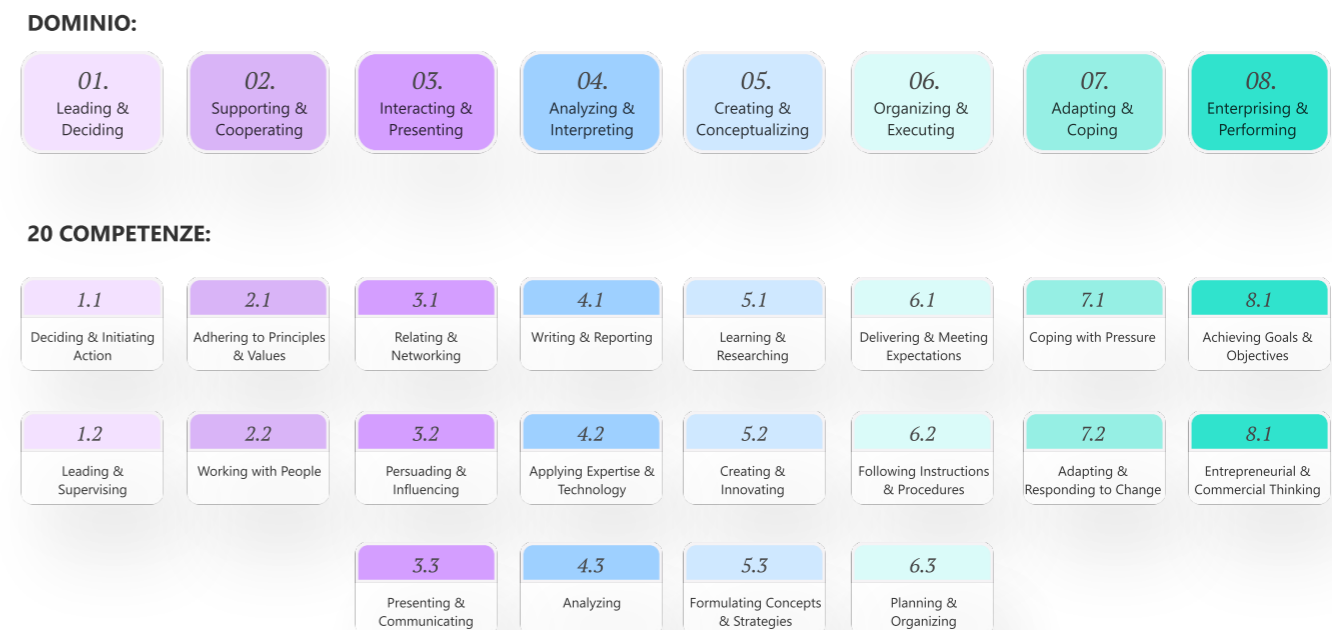 DOMINIO:
01.
Leading &
Deciding
02.
Supporting &
Cooperating
03.
Interacting &
Presenting
04.
Analyzing &
Interpreting
05.
Creating &
Conceptualizing
06.
Organizing &
Executing
07.
Adapting &
Coping
08.
Enterprising &
Performing
20 COMPETENZE:
1.1
Deciding & Initiating
Action
2.1
Adhering to Principles
& Values
3.1
Relating &
Networking
4.1
Writing & Reporting
5.1
Learning &
Researching
6.1
Delivering & Meeting
Expectations
7.1
Coping with Pressure
8.1
Achieving Goals &
Objectives
1.2
Leading &
Supervising
2.2
Working with People
3.2
Persuading &
Influencing
4.2
Applying Expertise &
Technology
5.2
Creating &
Innovating
6.2
Following Instructions
& Procedures
7.2
Adapting &
Responding to Change
8.1
Entrepreneurial &
Commercial Thinking
3.3
Presenting &
Communicating
4.3
Analyzing
5.3
Formulating Concepts
& Strategies
6.3
Planning &
Organizing